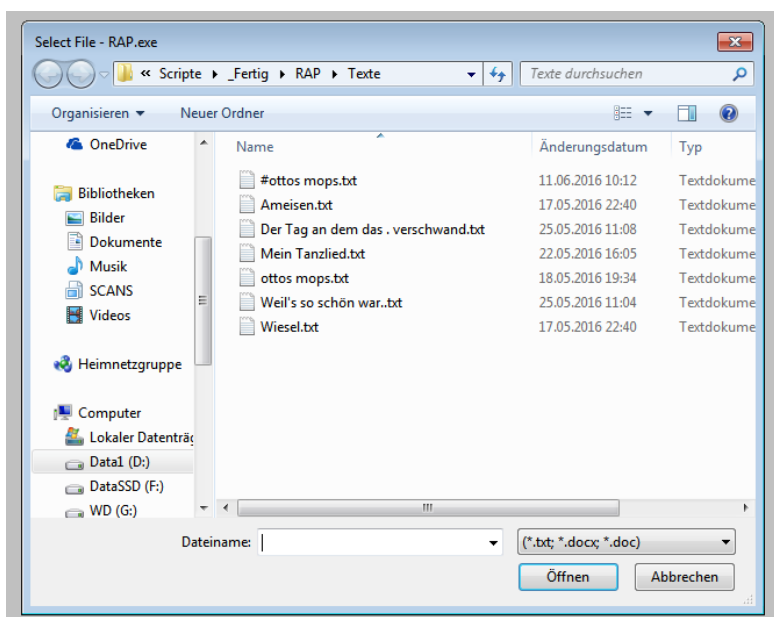 Select File - RAP.exe
« Scripte ▸ _Fertig ▸ RAP ▸ Texte
Texte durchsuchen
Organisieren ▾ Neuer Ordner
OneDrive
Bibliotheken
Bilder
Dokumente
Musik
SCANS
Videos
Heimnetzgruppe
Computer
Lokaler Datenträg
Data1 (D:)
DataSSD (F:)
WD (G:)
Name Änderungsdatum Typ
#ottos mops.txt 11.06.2016 10:12 Textdokume
Ameisen.txt 17.05.2016 22:40 Textdokume
Der Tag an dem das . verschwand.txt 25.05.2016 11:08 Textdokume
Mein Tanzlied.txt 22.05.2016 16:05 Textdokume
ottos mops.txt 18.05.2016 19:34 Textdokume
Weil's so schön war..txt 25.05.2016 11:04 Textdokume
Wiesel.txt 17.05.2016 22:40 Textdokume
Dateiname:
(*.txt; *.docx; *.doc)
Öffnen Abbrechen